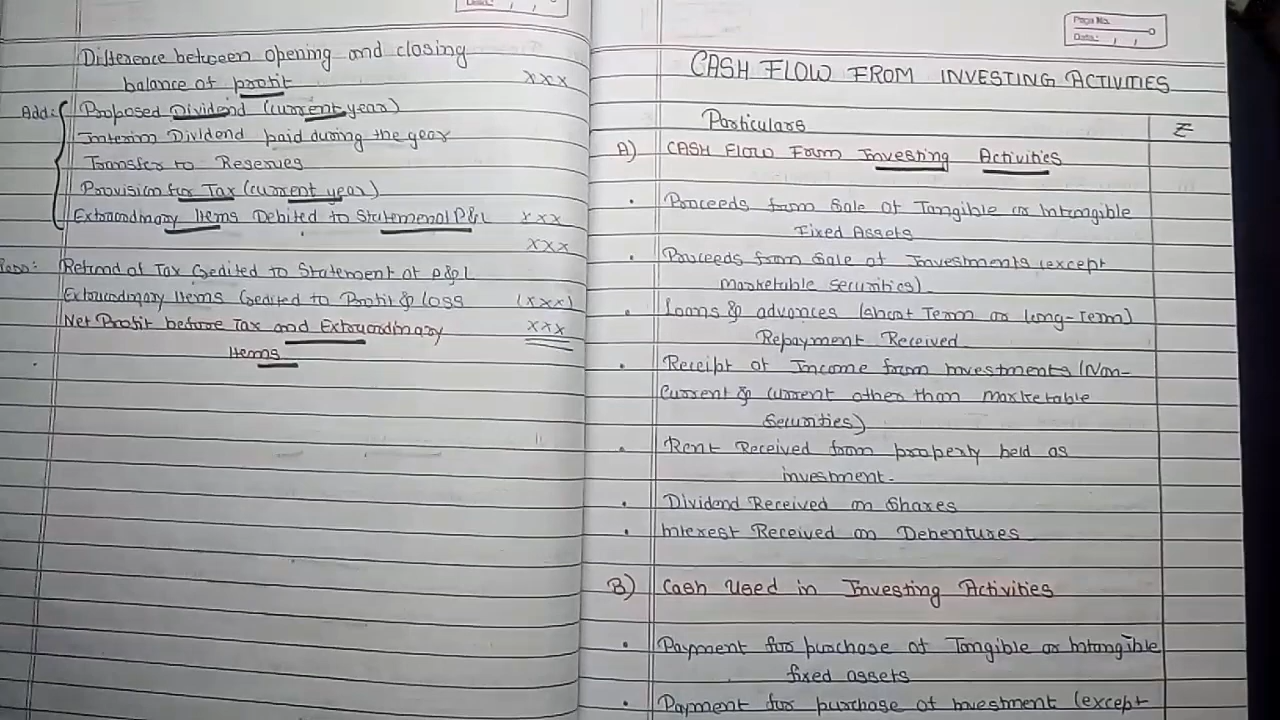 Difference between opening and closing
balance of profit xxx
Add: Proposed Dividend (current year)
Interim Dividend paid during the year
Transfer to Reserves
Provision for Tax (current year)
Extraordinary Items Debited to Statement P&L xxx
xxx
Refund of Tax Credited to Statement of P&L
Extraordinary Items Credited to Profit & Loss (xxx)
Net Profit before Tax and Extraordinary xxx
Items
Page No.
Date: , ,
CASH FLOW FROM INVESTING ACTIVITIES
Particulars ₹
A) CASH FLOW From Investing Activities
• Proceeds from Sale of Tangible or Intangible
Fixed Assets
• Proceeds from Sale of Investments (except
marketable securities)
• Loans & advances (short Term or long-Term)
Repayment Received
• Receipt of Income from Investments (Non-
Current & current other than marketable
Securities)
• Rent Received from property held as
investment.
• Dividend Received on Shares
• Interest Received on Debentures
B) Cash Used in Investing Activities
• Payment for purchase of Tangible or Intangible
fixed assets
• Payment for purchase of Investment (except